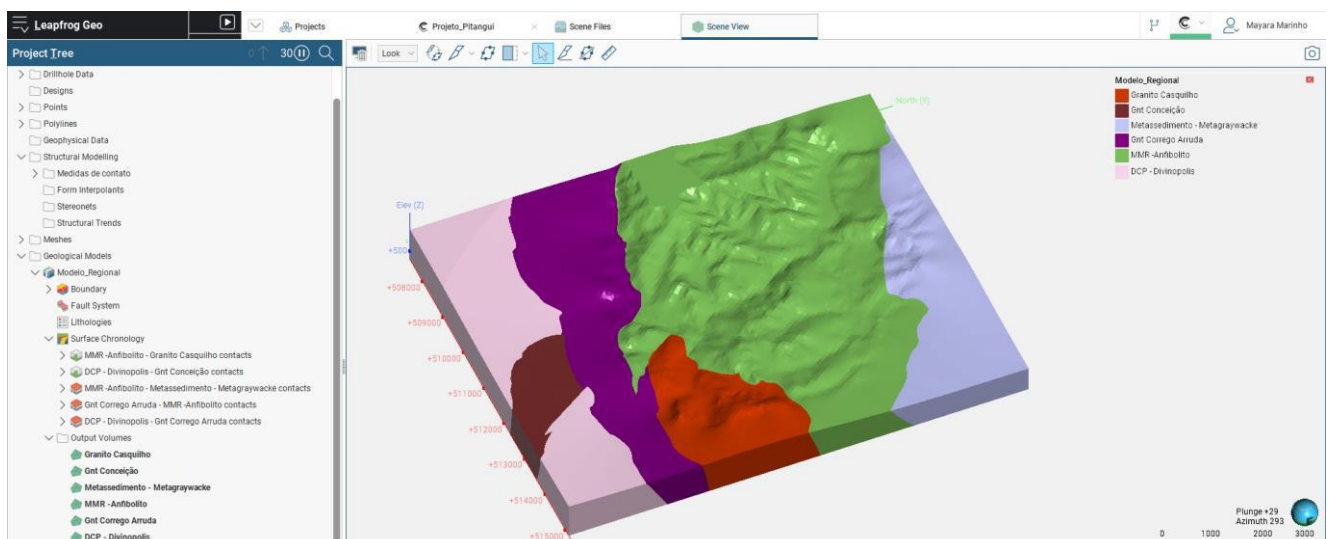 Leapfrog Geo
Projects
Projeto_Pitangui
Scene Files
Scene View
Mayara Marinho
Project Tree
0
30
Look
Drillhole Data
Designs
Points
Polylines
Geophysical Data
Structural Modelling
Medidas de contato
Form Interpolants
Stereonets
Structural Trends
Meshes
Geological Models
Modelo_Regional
Boundary
Fault System
Lithologies
Surface Chronology
MMR -Anfibolito - Granito Casquilho contacts
DCP - Divinopolis - Gnt Conceição contacts
MMR -Anfibolito - Metassedimento - Metagraywacke contacts
Gnt Corrego Arruda - MMR -Anfibolito contacts
DCP - Divinopolis - Gnt Corrego Arruda contacts
Output Volumes
Granito Casquilho
Gnt Conceição
Metassedimento - Metagraywacke
MMR -Anfibolito
Gnt Corrego Arruda
DCP - Divinopolis
North (Y)
Elev (Z)
+500
+508000
+509000
+510000
+511000
+512000
+513000
+514000
+515000
Modelo_Regional
Granito Casquilho
Gnt Conceição
Metassedimento - Metagraywacke
Gnt Corrego Arruda
MMR -Anfibolito
DCP - Divinopolis
Plunge +29
Azimuth 293
0 1000 2000 3000